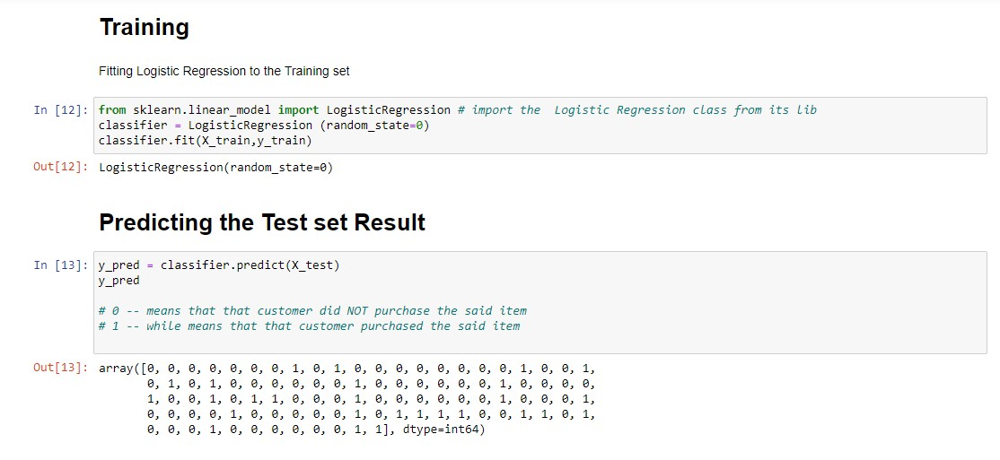 Training
Fitting Logistic Regression to the Training set
In [12]: from sklearn.linear_model import LogisticRegression # import the  Logistic Regression class from its lib
classifier = LogisticRegression (random_state=0)
classifier.fit(X_train,y_train)
Out[12]: LogisticRegression(random_state=0)
Predicting the Test set Result
In [13]: y_pred = classifier.predict(X_test)
y_pred
# 0 -- means that that customer did NOT purchase the said item
# 1 -- while means that that customer purchased the said item
Out[13]: array([0, 0, 0, 0, 0, 0, 0, 1, 0, 1, 0, 0, 0, 0, 0, 0, 0, 0, 1, 0, 0, 1,
0, 1, 0, 1, 0, 0, 0, 0, 0, 0, 1, 0, 0, 0, 0, 0, 0, 1, 0, 0, 0, 0,
1, 0, 0, 1, 0, 1, 1, 0, 0, 0, 1, 0, 0, 0, 0, 0, 0, 1, 0, 0, 0, 1,
0, 0, 0, 0, 1, 0, 0, 0, 0, 0, 1, 0, 1, 1, 1, 1, 0, 0, 1, 1, 0, 1,
0, 0, 0, 1, 0, 0, 0, 0, 0, 0, 1, 1], dtype=int64)